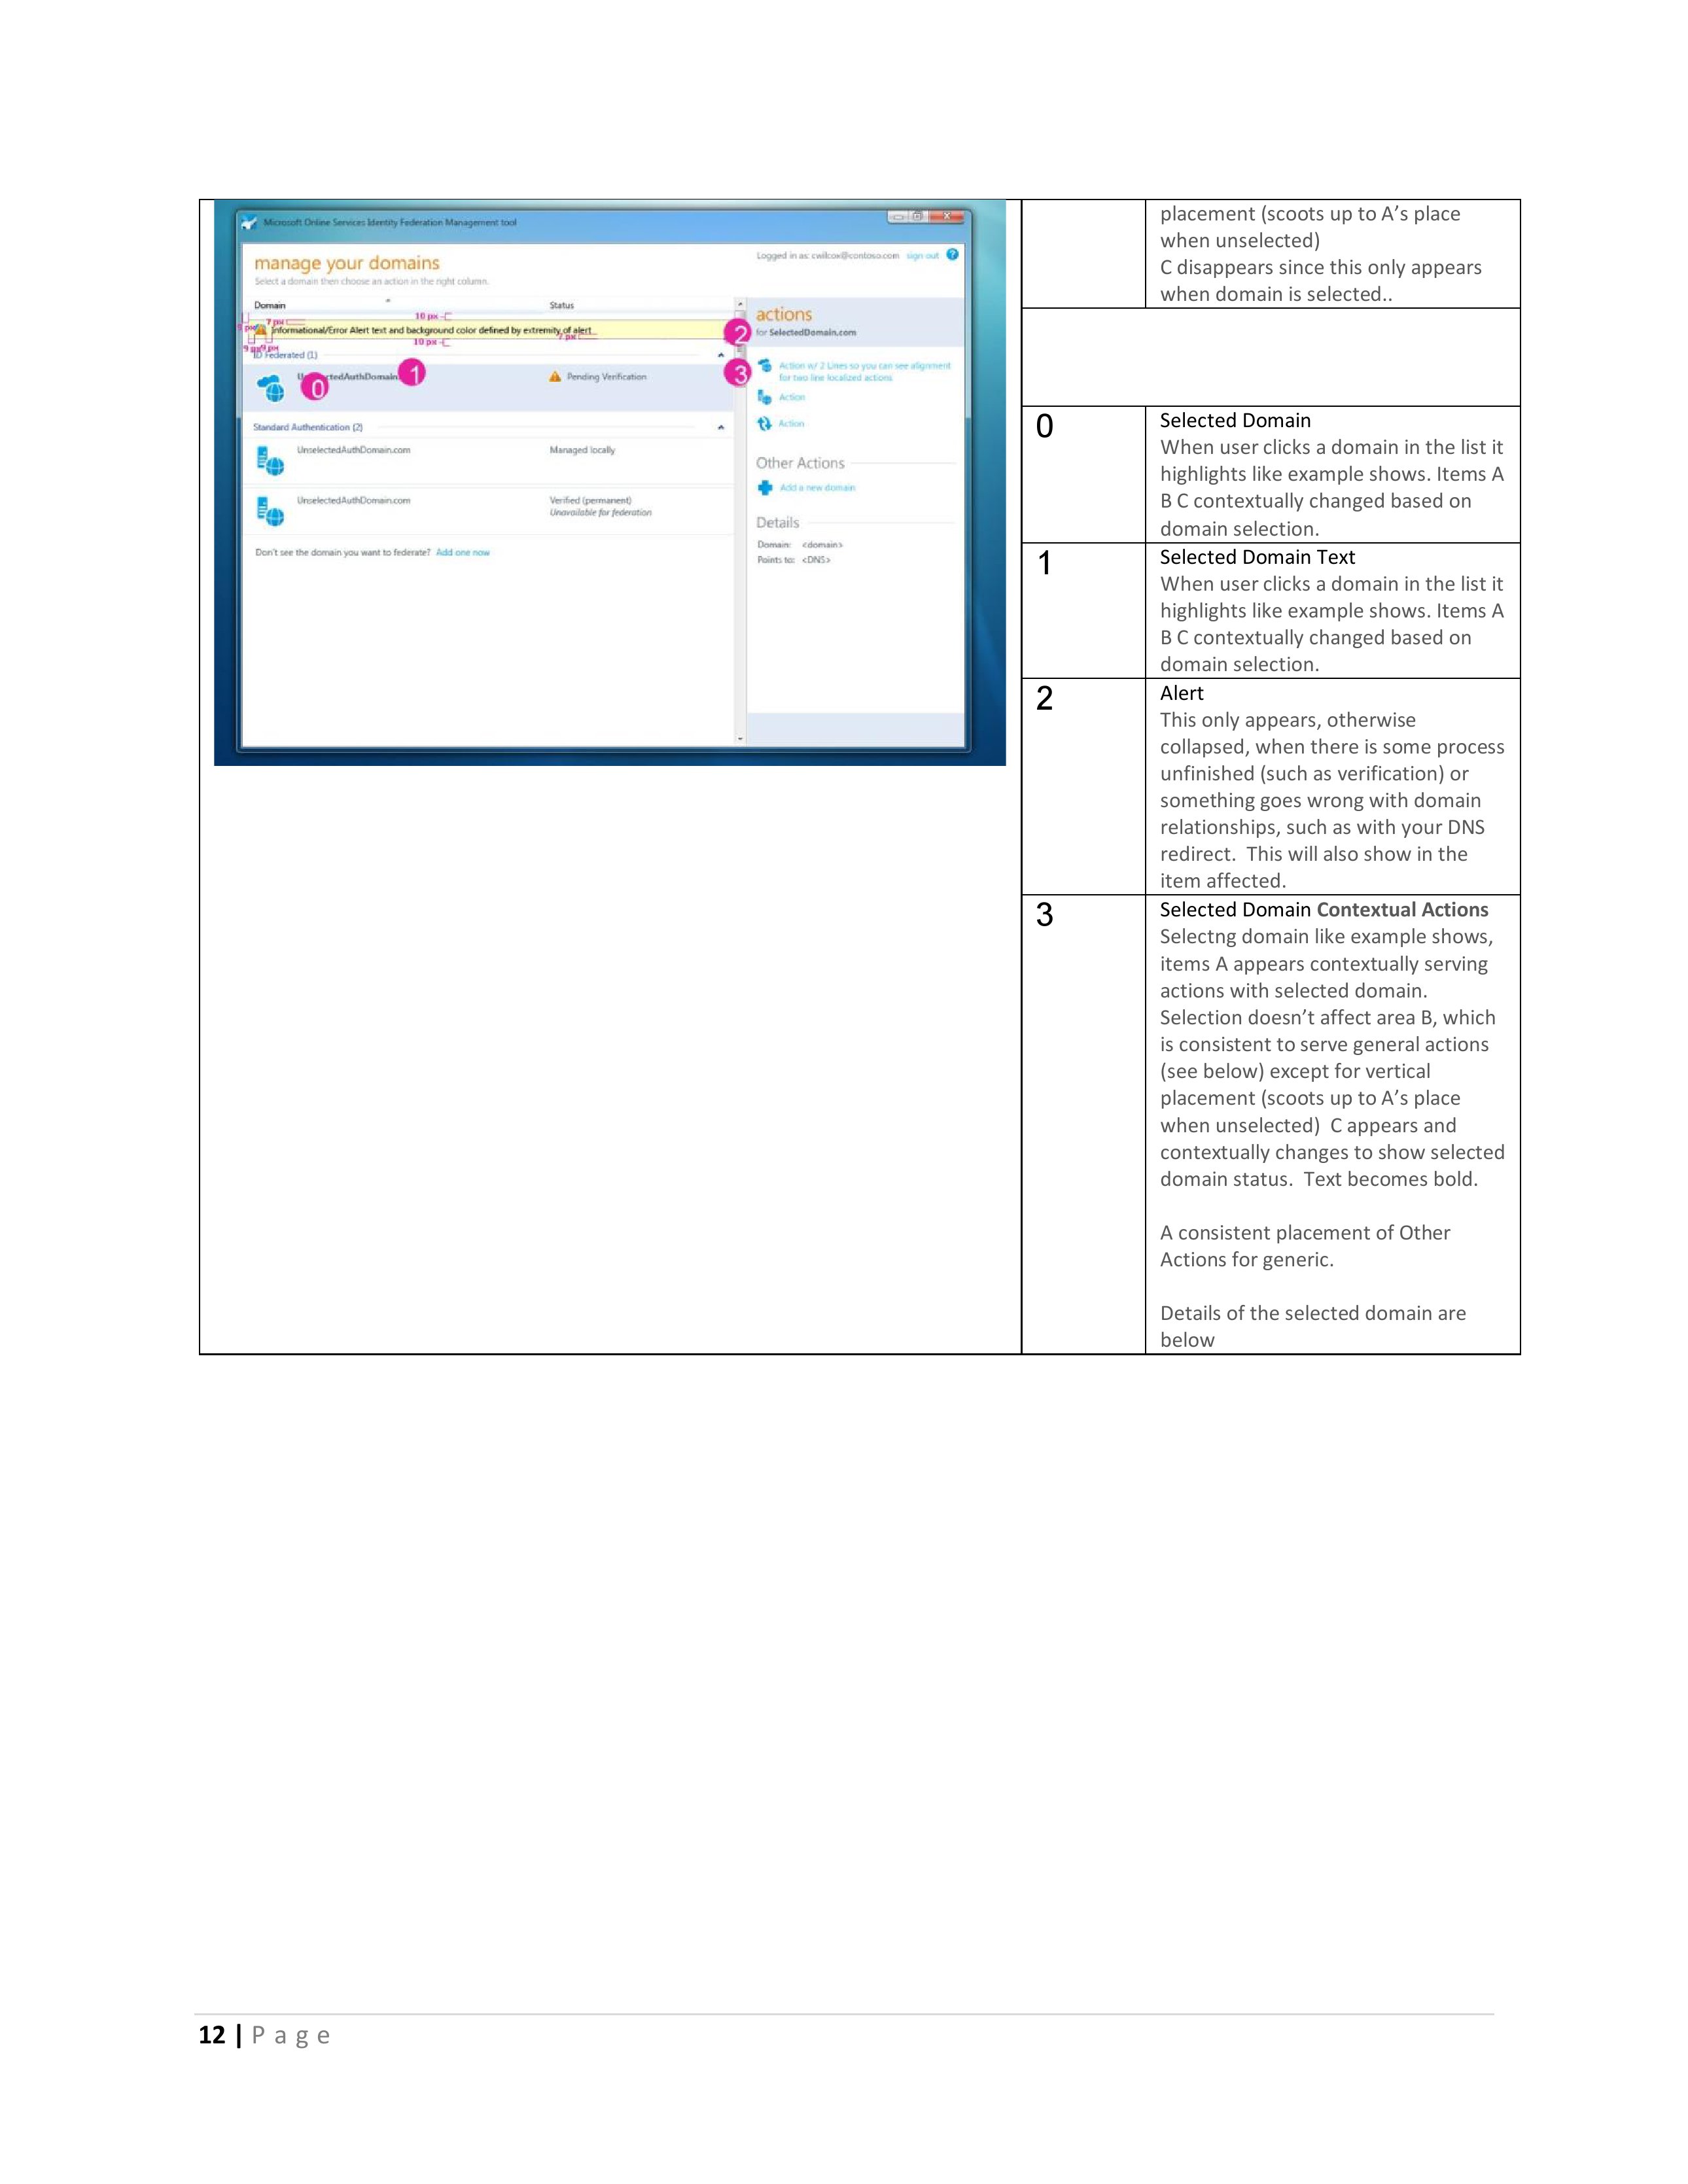 Microsoft Online Services Identity Federation Management tool
Logged in as: cwilcox@contoso.com sign out ?
manage your domains
Select a domain then choose an action in the right column.
Domain Status
10 px
7 px
Informational/Error Alert text and background color defined by extremity of alert
7 px
10 px
9 px 9 px
ID Federated (1)
0
1
Pending Verification
Standard Authentication (2)
UnselectedAuthDomain.com Managed locally
UnselectedAuthDomain.com Verified (permanent)
Unavailable for federation
Don't see the domain you want to federate? Add one now
2
3
actions
for SelectedDomain.com
Action w/ 2 Lines so you can see alignment
for two line localized actions
Action
Action
Other Actions
Add a new domain
Details
Domain: <domain>
Points to: <DNS>
placement (scoots up to A’s place
when unselected)
C disappears since this only appears
when domain is selected..
0 Selected Domain
When user clicks a domain in the list it
highlights like example shows. Items A
B C contextually changed based on
domain selection.
1 Selected Domain Text
When user clicks a domain in the list it
highlights like example shows. Items A
B C contextually changed based on
domain selection.
2 Alert
This only appears, otherwise
collapsed, when there is some process
unfinished (such as verification) or
something goes wrong with domain
relationships, such as with your DNS
redirect.  This will also show in the
item affected.
3 Selected Domain Contextual Actions
Selectng domain like example shows,
items A appears contextually serving
actions with selected domain.
Selection doesn’t affect area B, which
is consistent to serve general actions
(see below) except for vertical
placement (scoots up to A’s place
when unselected)  C appears and
contextually changes to show selected
domain status.  Text becomes bold.
A consistent placement of Other
Actions for generic.
Details of the selected domain are
below
12 | Page